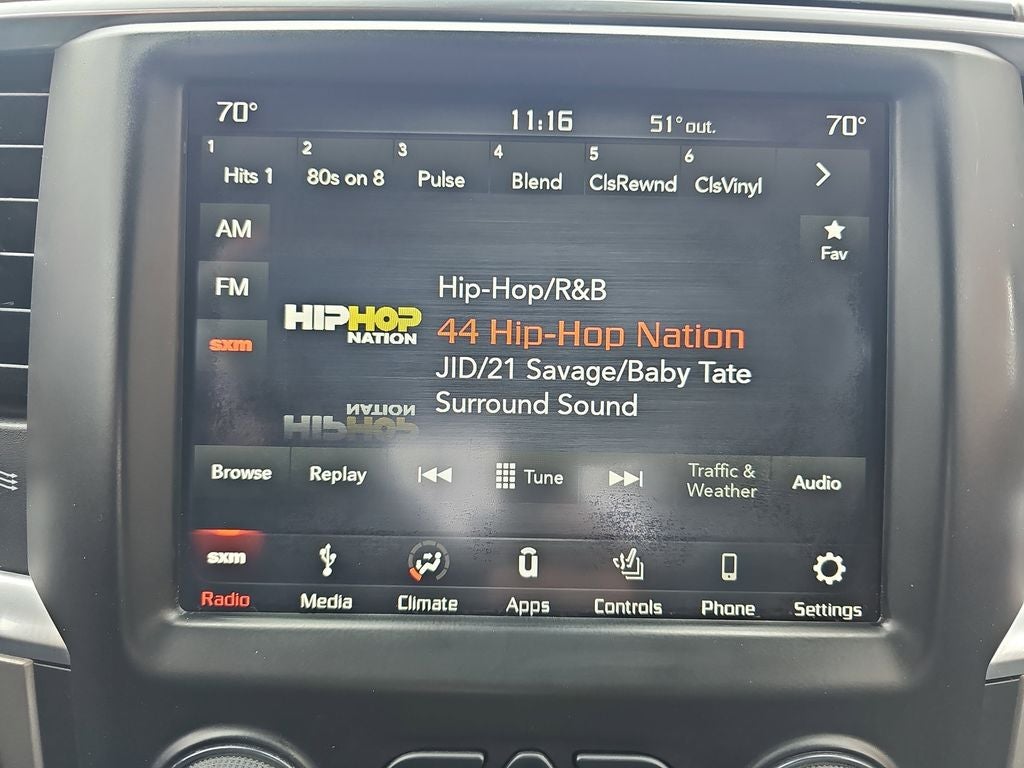 70° 11:16 51° out. 70°
1 Hits 1 2 80s on 8 3 Pulse 4 Blend 5 ClsRewnd 6 ClsVinyl
AM
Fav
FM
Hip-Hop/R&B
HIPHOP NATION
44 Hip-Hop Nation
sxm
JID/21 Savage/Baby Tate
Surround Sound
HIPHOP NATION
Browse Replay Tune Traffic & Weather Audio
sxm
Radio Media Climate Apps Controls Phone Settings